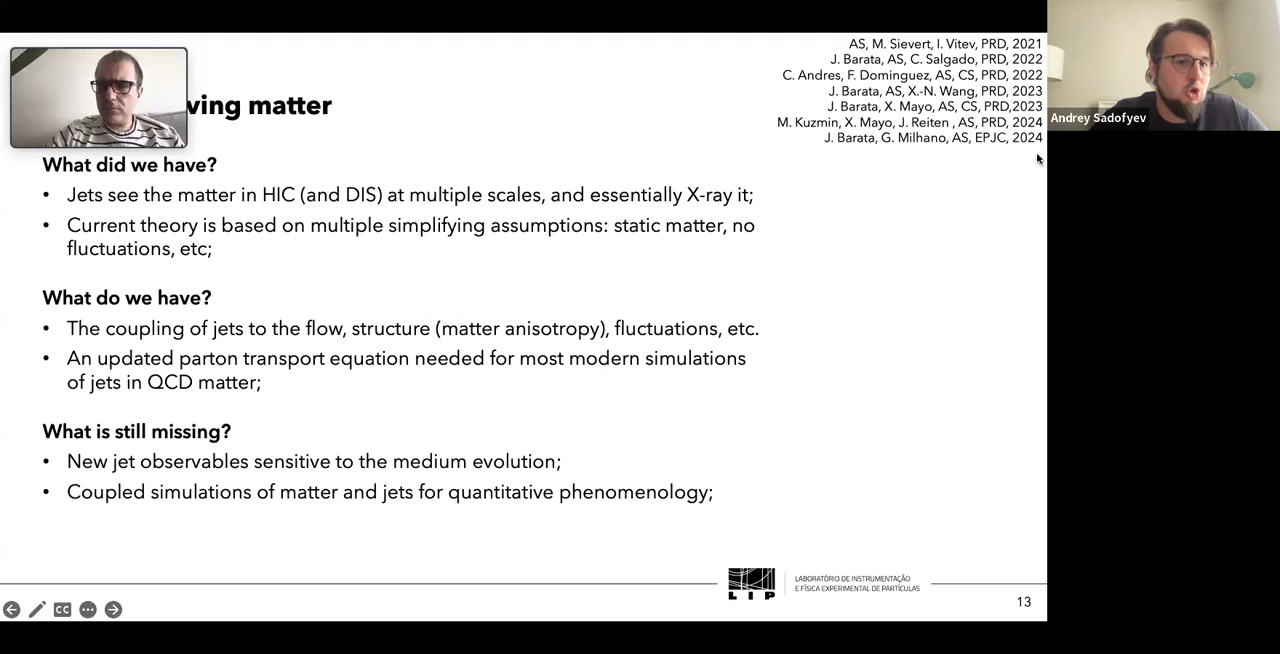 AS, M. Sievert, I. Vitev, PRD, 2021
J. Barata, AS, C. Salgado, PRD, 2022
C. Andres, F. Dominguez, AS, CS, PRD, 2022
J. Barata, AS, X.-N. Wang, PRD, 2023
J. Barata, X. Mayo, AS, CS, PRD,2023
M. Kuzmin, X. Mayo, J. Reiten , AS, PRD, 2024
J. Barata, G. Milhano, AS, EPJC, 2024
Andrey Sadofyev
matter
What did we have?
• Jets see the matter in HIC (and DIS) at multiple scales, and essentially X-ray it;
• Current theory is based on multiple simplifying assumptions: static matter, no
fluctuations, etc;
What do we have?
• The coupling of jets to the flow, structure (matter anisotropy), fluctuations, etc.
• An updated parton transport equation needed for most modern simulations
of jets in QCD matter;
What is still missing?
• New jet observables sensitive to the medium evolution;
• Coupled simulations of matter and jets for quantitative phenomenology;
LIP
LABORATÓRIO DE INSTRUMENTAÇÃO
E FÍSICA EXPERIMENTAL DE PARTÍCULAS
13
CC